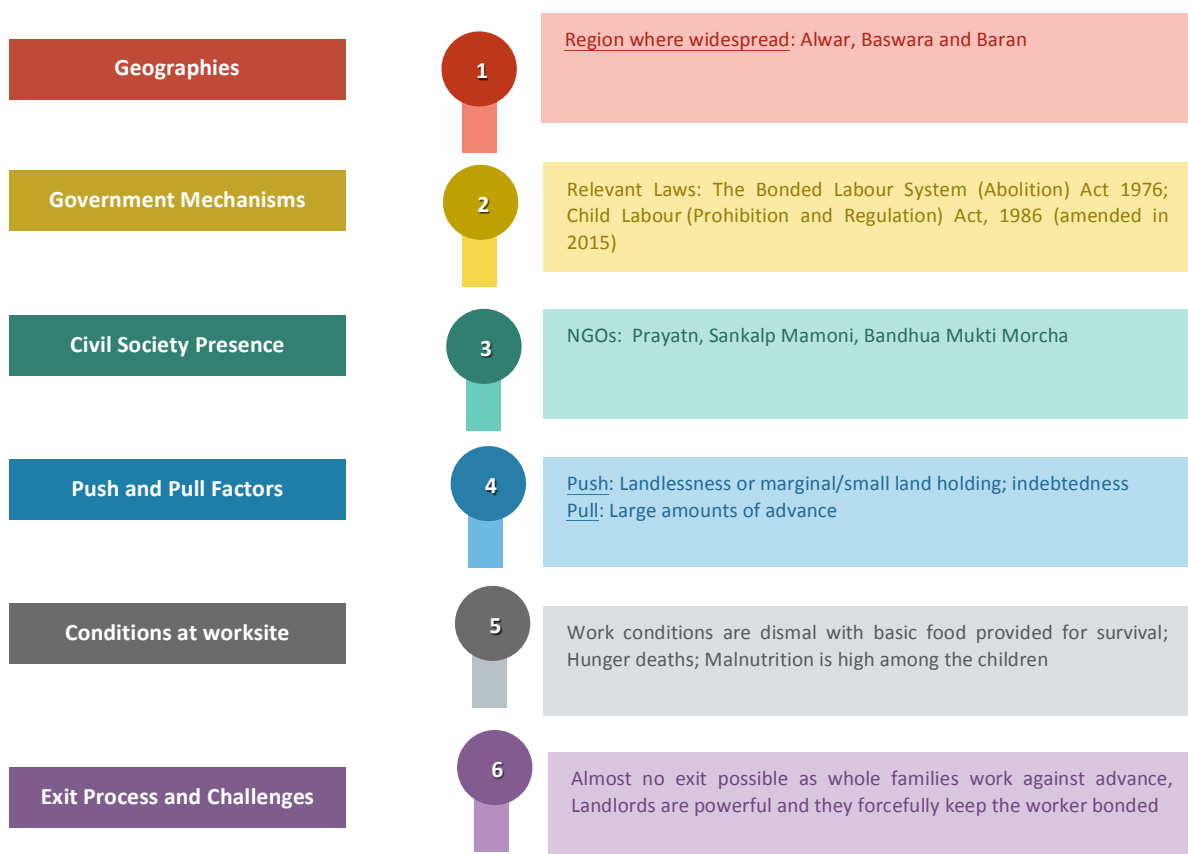 Geographies
1
Region where widespread: Alwar, Baswara and Baran
Government Mechanisms
2
Relevant Laws: The Bonded Labour System (Abolition) Act 1976;
Child Labour (Prohibition and Regulation) Act, 1986 (amended in
2015)
Civil Society Presence
3
NGOs: Prayatn, Sankalp Mamoni, Bandhua Mukti Morcha
Push and Pull Factors
4
Push: Landlessness or marginal/small land holding; indebtedness
Pull: Large amounts of advance
Conditions at worksite
5
Work conditions are dismal with basic food provided for survival;
Hunger deaths; Malnutrition is high among the children
Exit Process and Challenges
6
Almost no exit possible as whole families work against advance,
Landlords are powerful and they forcefully keep the worker bonded